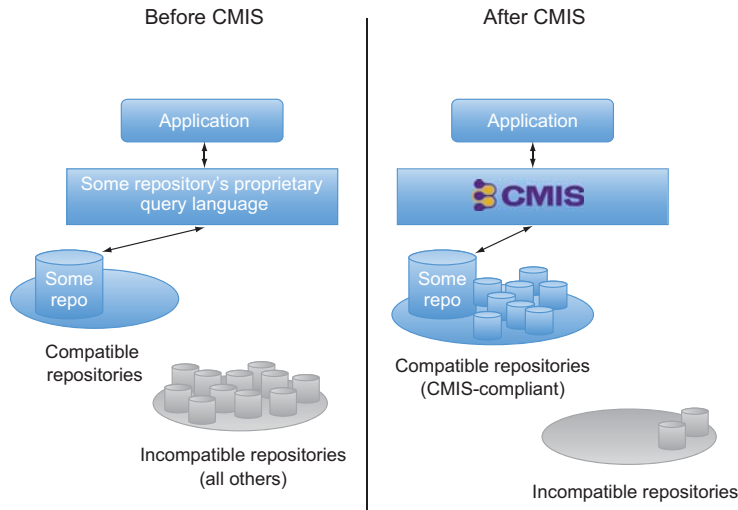 Before CMIS
Application
Some repository's proprietary
query language
Some
repo
Compatible
repositories
Incompatible repositories
(all others)
After CMIS
Application
CMIS
Some
repo
Compatible repositories
(CMIS-compliant)
Incompatible repositories